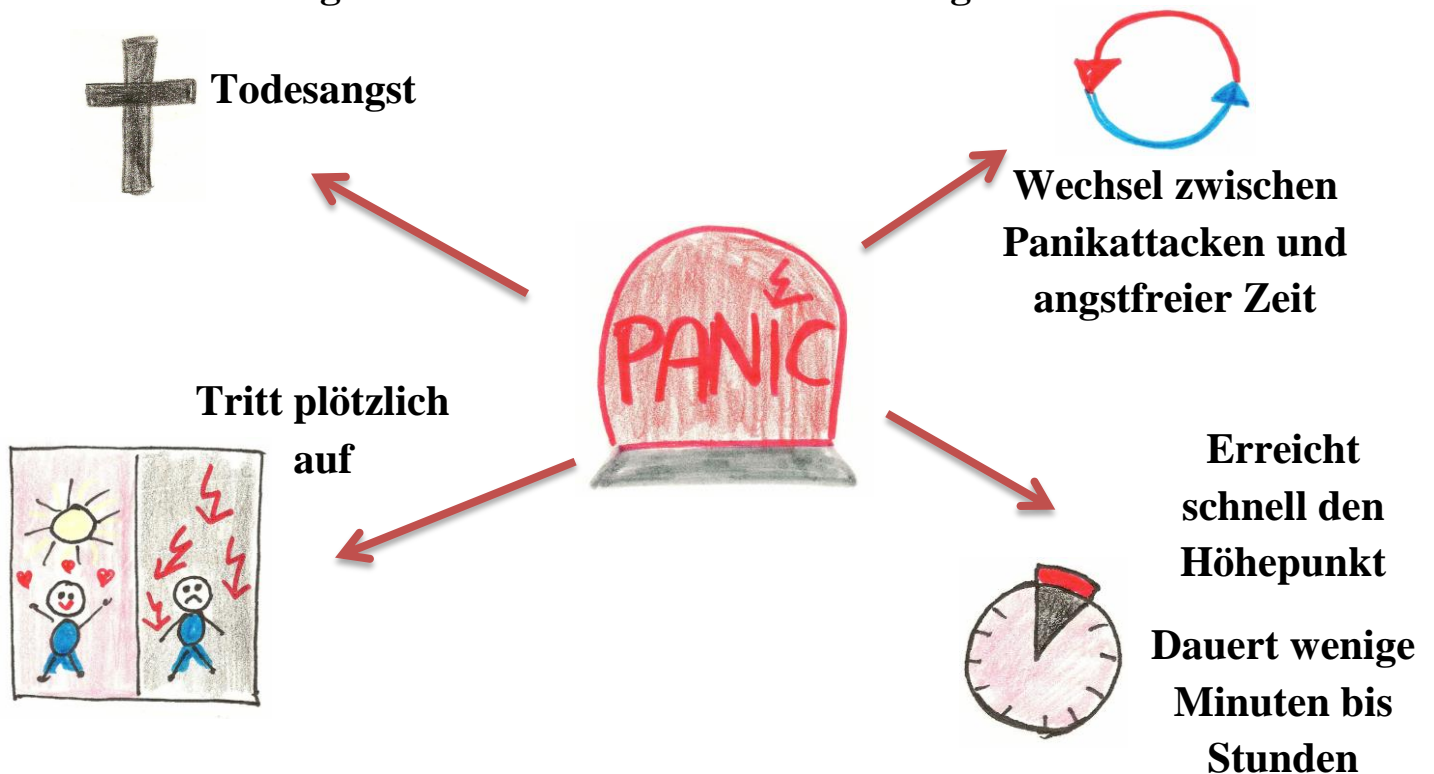 Todesangst
Wechsel zwischen
Panikattacken und
angstfreier Zeit
PANIC
Tritt plötzlich
auf
Erreicht
schnell den
Höhepunkt
Dauert wenige
Minuten bis
Stunden